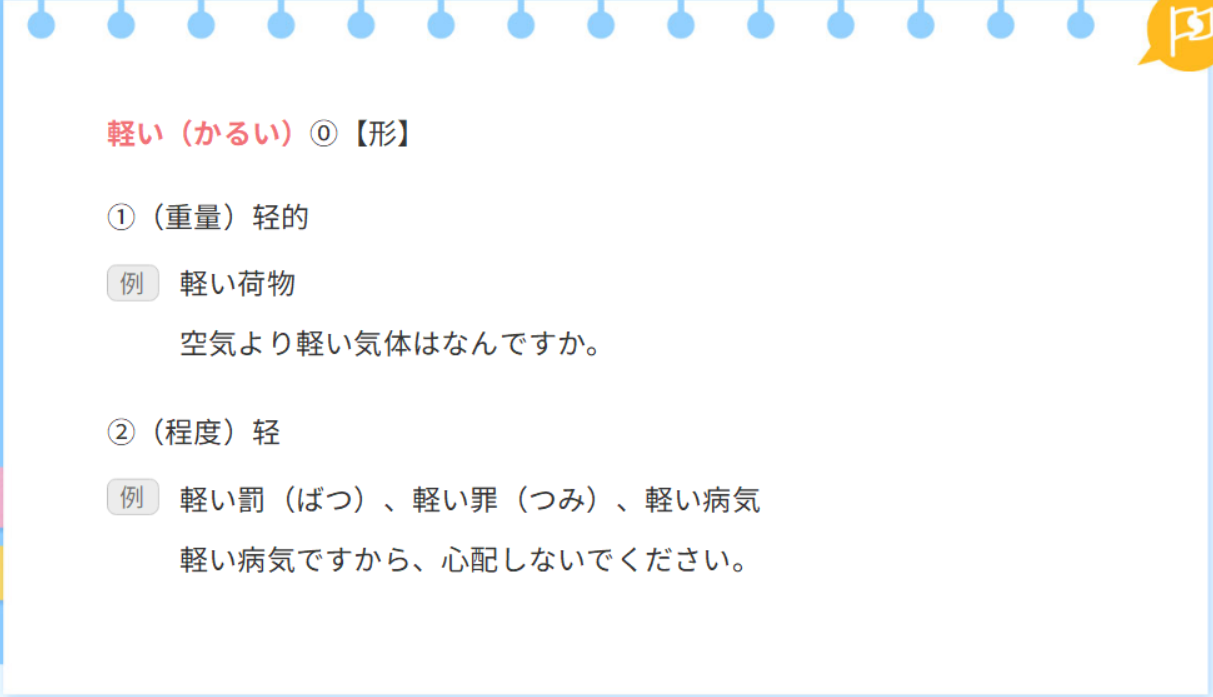 軽い（かるい）⓪【形】
①（重量）轻的
例 軽い荷物
空気より軽い気体はなんですか。
②（程度）轻
例 軽い罰（ばつ）、軽い罪（つみ）、軽い病気
軽い病気ですから、心配しないでください。